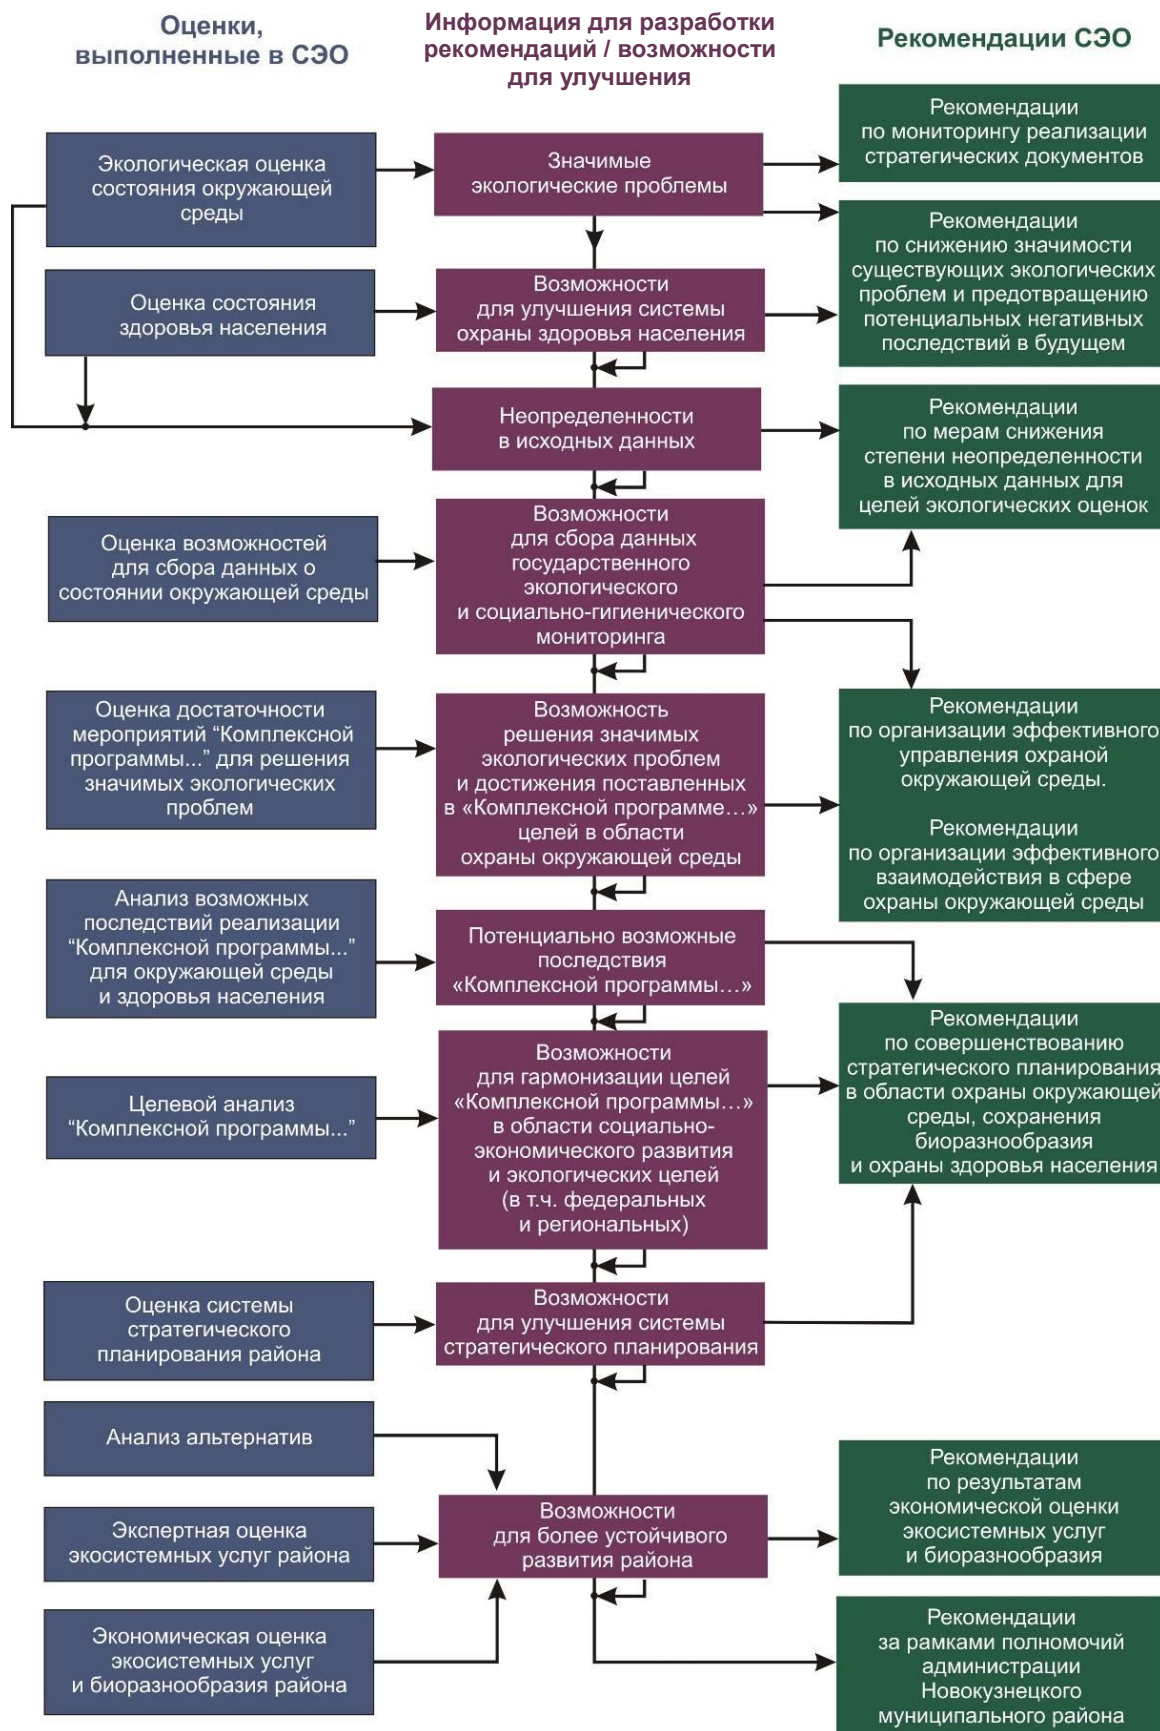 Оценки,
выполненные в СЭО
Информация для разработки
рекомендаций / возможности
для улучшения
Рекомендации СЭО
Экологическая оценка
состояния окружающей
среды
Оценка состояния
здоровья населения
Оценка возможностей
для сбора данных о
состоянии окружающей среды
Оценка достаточности
мероприятий “Комплексной
программы...” для решения
значимых экологических
проблем
Анализ возможных
последствий реализации
“Комплексной программы...”
для окружающей среды
и здоровья населения
Целевой анализ
“Комплексной программы...”
Оценка системы
стратегического
планирования района
Анализ альтернатив
Экспертная оценка
экосистемных услуг района
Экономическая оценка
экосистемных услуг
и биоразнообразия района
Значимые
экологические проблемы
Возможности
для улучшения системы
охраны здоровья населения
Неопределенности
в исходных данных
Возможности
для сбора данных
государственного
экологического
и социально-гигиенического
мониторинга
Возможность
решения значимых
экологических проблем
и достижения поставленных
в «Комплексной программе…»
целей в области
охраны окружающей среды
Потенциально возможные
последствия
«Комплексной программы…»
Возможности
для гармонизации целей
«Комплексной программы…»
в области социально-
экономического развития
и экологических целей
(в т.ч. федеральных
и региональных)
Возможности
для улучшения системы
стратегического планирования
Возможности
для более устойчивого
развития района
Рекомендации
по мониторингу реализации
стратегических документов
Рекомендации
по снижению значимости
существующих экологических
проблем и предотвращению
потенциальных негативных
последствий в будущем
Рекомендации
по мерам снижения
степени неопределенности
в исходных данных для
целей экологических оценок
Рекомендации
по организации эффективного
управления охраной
окружающей среды.
Рекомендации
по организации эффективного
взаимодействия в сфере
охраны окружающей среды
Рекомендации
по совершенствованию
стратегического планирования
в области охраны окружающей
среды, сохранения
биоразнообразия
и охраны здоровья населения
Рекомендации
по результатам
экономической оценки
экосистемных услуг
и биоразнообразия
Рекомендации
за рамками полномочий
администрации
Новокузнецкого
муниципального района